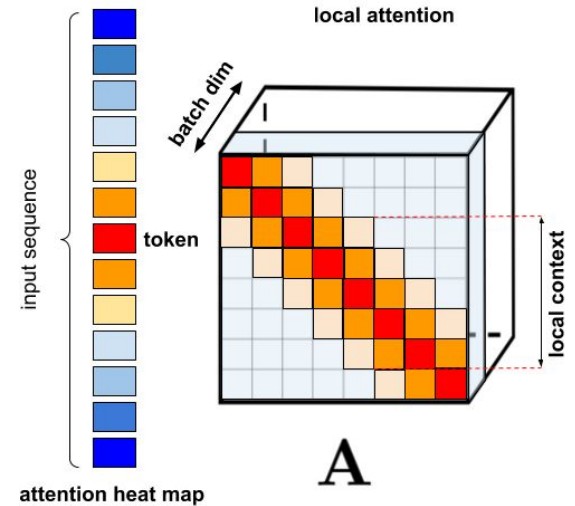 local attention
batch dim
input sequence
token
local context
A
attention heat map